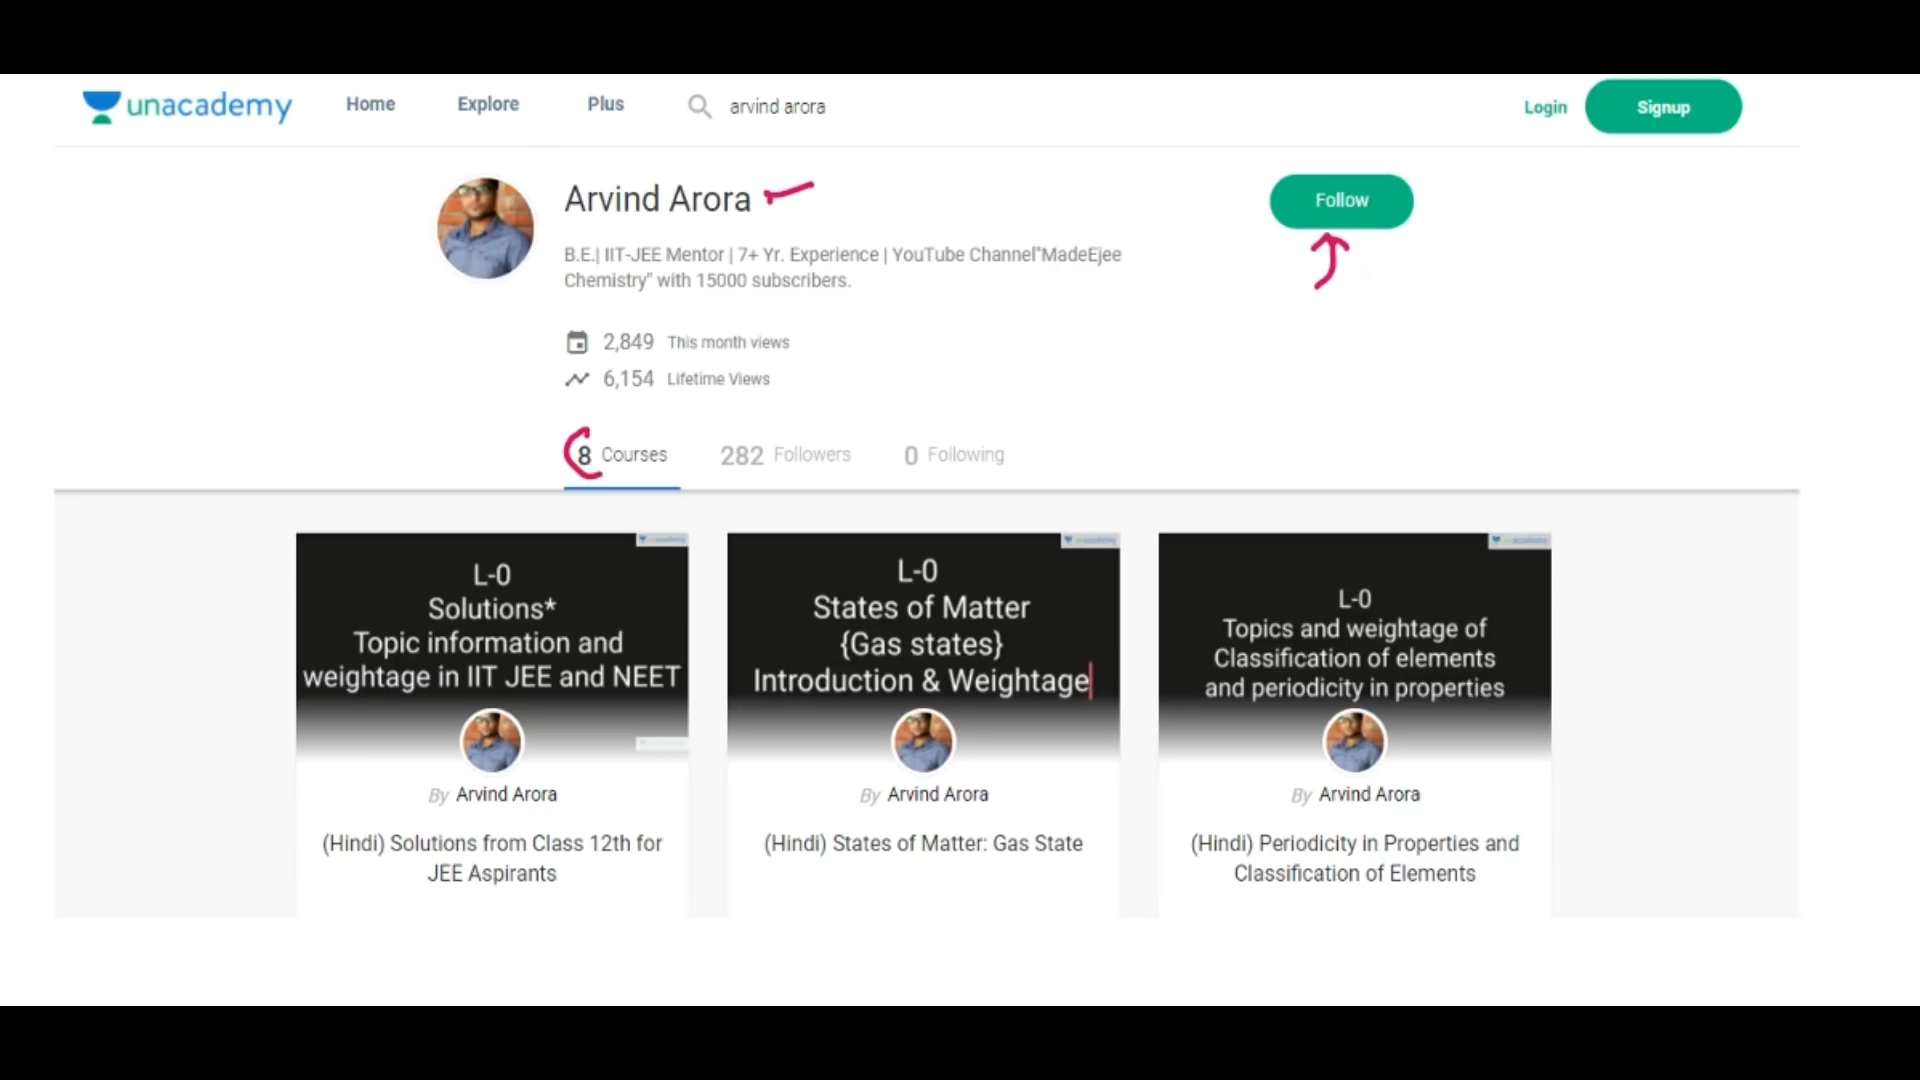 unacademy
Home
Explore
Plus
arvind arora
Login
Signup
Arvind Arora
Follow
B.E.| IIT-JEE Mentor | 7+ Yr. Experience | YouTube Channel"MadeEjee
Chemistry" with 15000 subscribers.
2,849 This month views
6,154 Lifetime Views
8 Courses
282 Followers
0 Following
L-0
Solutions*
Topic information and
weightage in IIT JEE and NEET
By Arvind Arora
(Hindi) Solutions from Class 12th for
JEE Aspirants
L-0
States of Matter
{Gas states}
Introduction & Weightage
By Arvind Arora
(Hindi) States of Matter: Gas State
L-0
Topics and weightage of
Classification of elements
and periodicity in properties
By Arvind Arora
(Hindi) Periodicity in Properties and
Classification of Elements